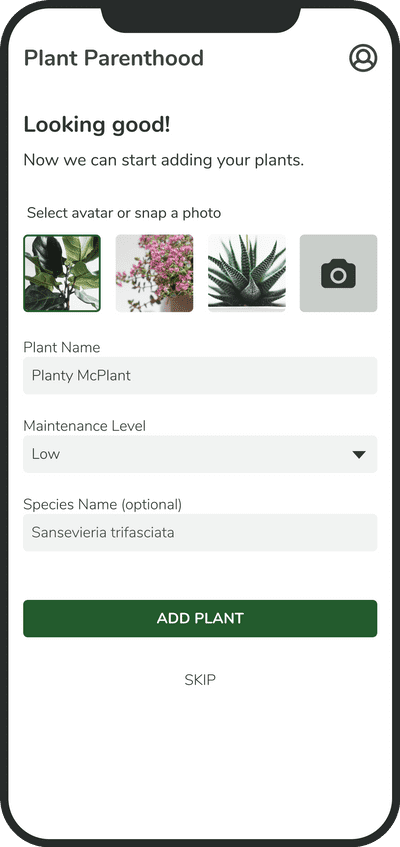 Plant Parenthood
Looking good!
Now we can start adding your plants.
Select avatar or snap a photo
Plant Name
Planty McPlant
Maintenance Level
Low
Species Name (optional)
Sansevieria trifasciata
ADD PLANT
SKIP